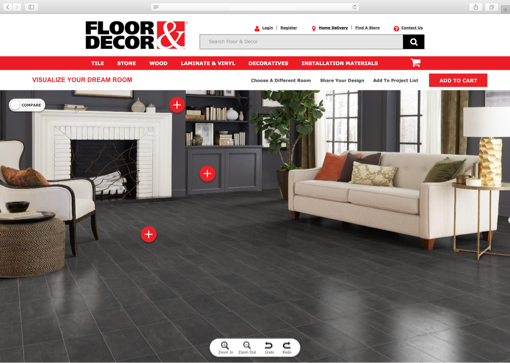 FLOOR &
DECOR
Login | Register
Home Delivery | Find A Store
Contact Us
Search Floor & Decor
TILE STONE WOOD LAMINATE & VINYL DECORATIVES INSTALLATION MATERIALS
VISUALIZE YOUR DREAM ROOM
Choose A Different Room Share Your Design Add To Project List ADD TO CART
COMPARE
Zoom In Zoom Out Undo Redo